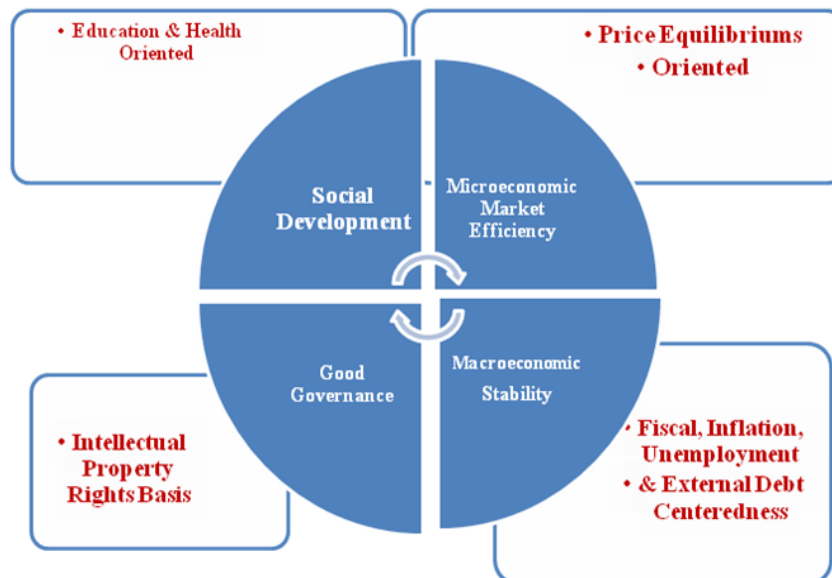 • Education & Health
Oriented
• Price Equilibriums
• Oriented
Social
Development
Microeconomic
Market
Efficiency
Good
Governance
Macroeconomic
Stability
• Intellectual
Property
Rights Basis
• Fiscal, Inflation,
Unemployment
• & External Debt
Centeredness